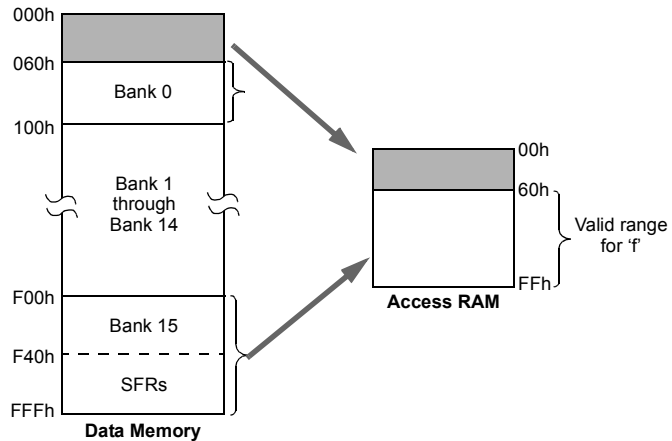 000h
060h
Bank 0
100h
Bank 1
through
Bank 14
F00h
Bank 15
F40h
SFRs
FFFh
Data Memory
00h
60h
Valid range
for ‘f’
FFh
Access RAM